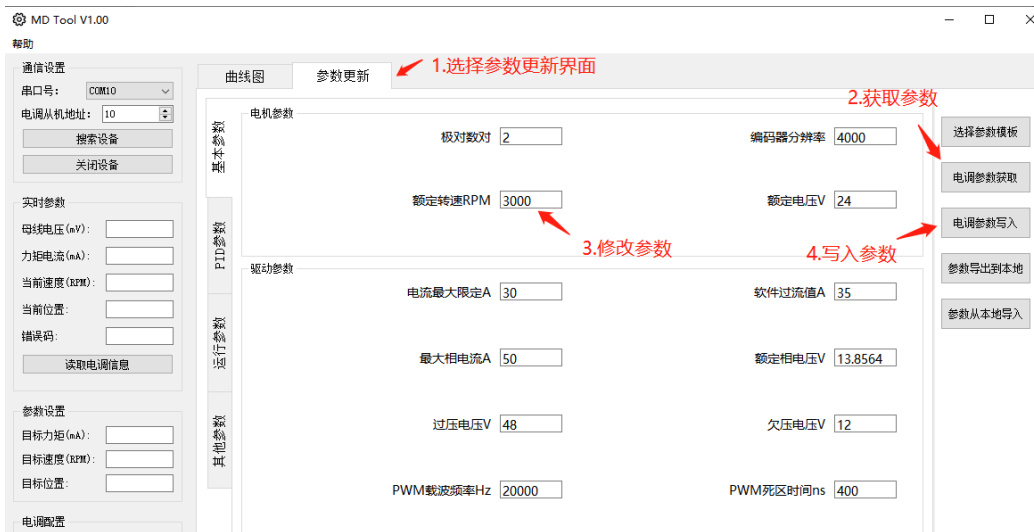 MD Tool V1.00
帮助
通信设置
串口号: COM10
电调从机地址: 10
搜索设备
关闭设备
实时参数
母线电压(mV):
力矩电流(mA):
当前速度(RPM):
当前位置:
错误码:
读取电调信息
参数设置
目标力矩(mA):
目标速度(RPM):
目标位置:
电调配置
曲线图
参数更新
1.选择参数更新界面
基本参数
PID参数
运行参数
其他参数
电机参数
极对数对 2
编码器分辨率 4000
额定转速RPM 3000
额定电压V 24
3.修改参数
驱动参数
电流最大限定A 30
软件过流值A 35
最大相电流A 50
额定相电压V 13.8564
过压电压V 48
欠压电压V 12
PWM载波频率Hz 20000
PWM死区时间ns 400
2.获取参数
选择参数模板
电调参数获取
电调参数写入
4.写入参数
参数导出到本地
参数从本地导入